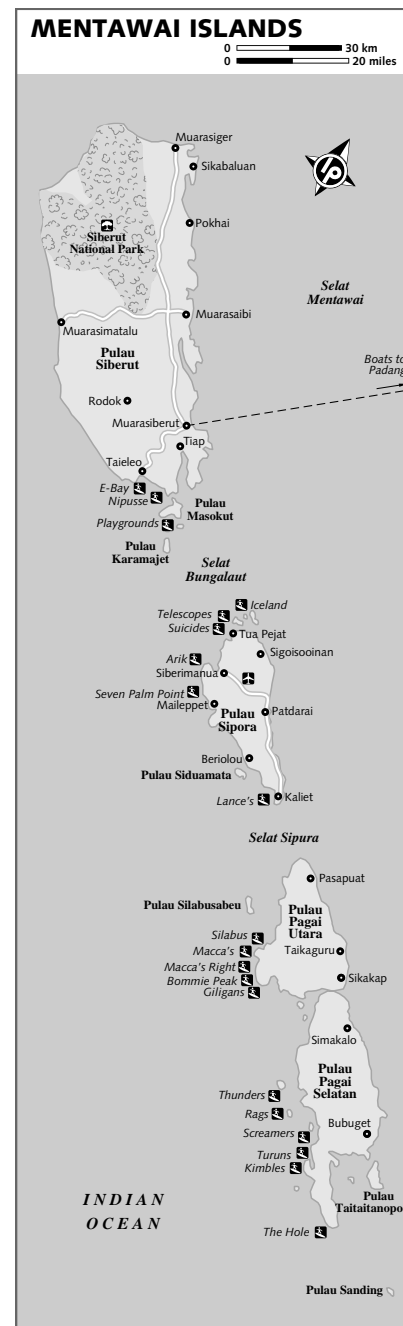 MENTAWAI ISLANDS
0 30 km
0 20 miles
Muarasiger
Sikabaluan
Pokhai
Siberut
National Park
Selat
Mentawai
Muarasaibi
Muarasimatalu
Pulau
Siberut
Boats to
Padang
Rodok
Muarasiberut
Tiap
Taieleo
E-Bay
Nipusse
Pulau
Masokut
Playgrounds
Pulau
Karamajet
Selat
Bungalaut
Iceland
Telescopes
Suicides
Tua Pejat
Sigoisooinan
Arik
Siberimanua
Seven Palm Point
Maileppet
Pulau
Sipora
Patdarai
Beriolou
Pulau Siduamata
Lance's
Kaliet
Selat Sipura
Pasapuat
Pulau Silabusabeu
Pulau
Pagai
Utara
Silabus
Macca's
Taikaguru
Macca's Right
Bommie Peak
Sikakap
Giligans
Simakalo
Pulau
Pagai
Selatan
Thunders
Rags
Bubuget
Screamers
Turuns
Kimbles
INDIAN
OCEAN
Pulau
Taitaitanopo
The Hole
Pulau Sanding